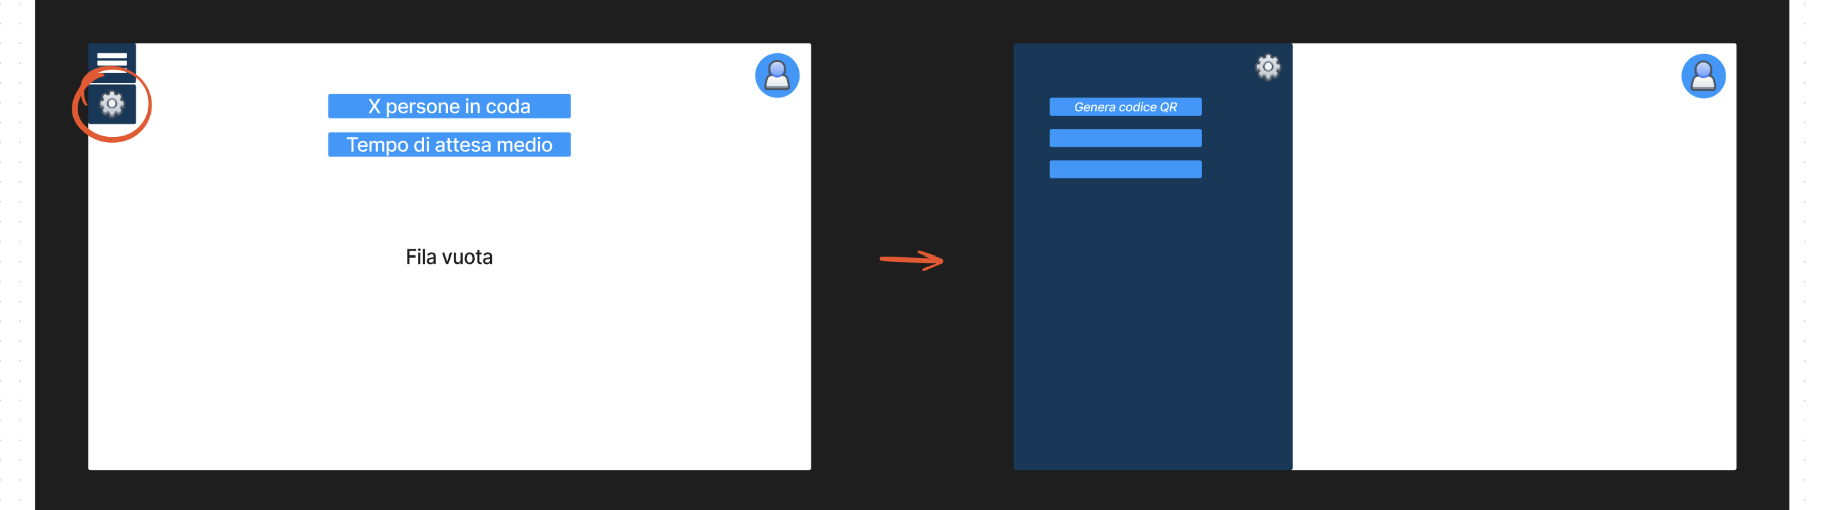 X persone in coda
Tempo di attesa medio
Fila vuota
Genera codice QR